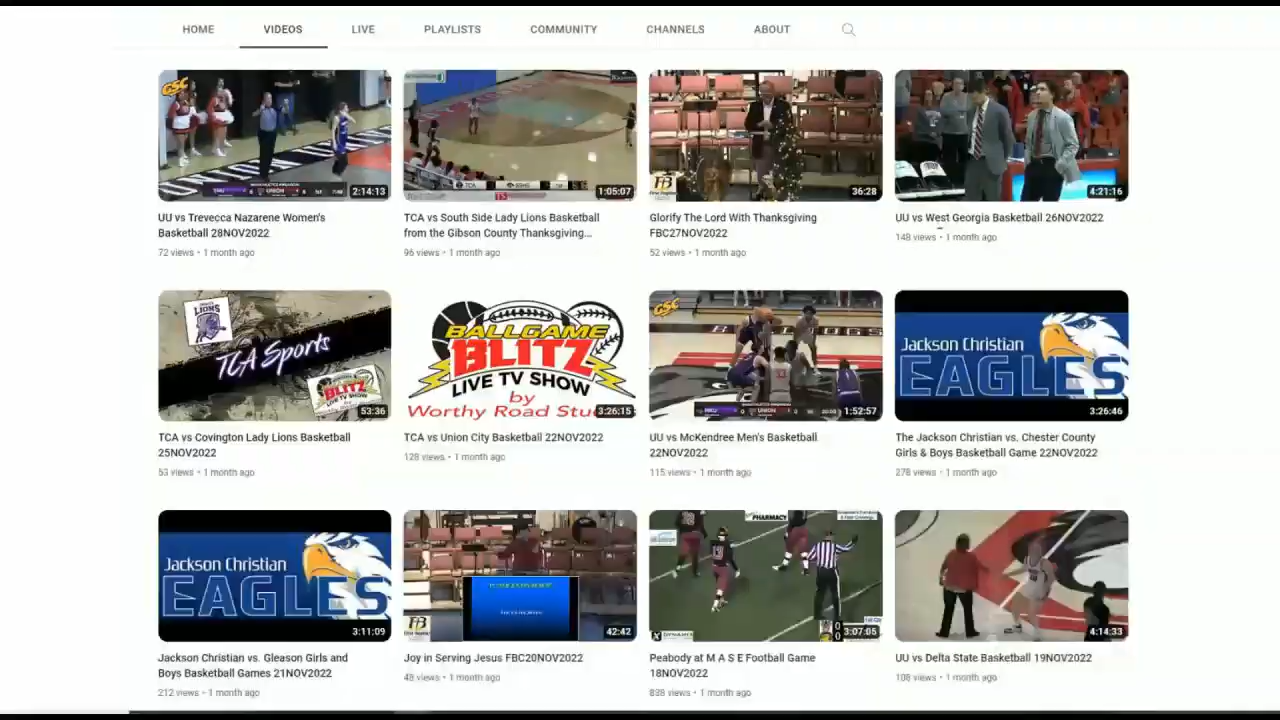 HOME VIDEOS LIVE PLAYLISTS COMMUNITY CHANNELS ABOUT
GSC
UNION
2:14:13
TCA
1:05:07
36:28
4:21:16
UU vs Trevecca Nazarene Women's
Basketball 28NOV2022
72 views • 1 month ago
TCA vs South Side Lady Lions Basketball
from the Gibson County Thanksgiving...
96 views • 1 month ago
Glorify The Lord With Thanksgiving
FBC27NOV2022
52 views • 1 month ago
UU vs West Georgia Basketball 26NOV2022
148 views • 1 month ago
LIONS
TCA Sports
BLITZ
LIVE TV SHOW
53:36
BALLGAME
BLITZ
LIVE TV SHOW
by
Worthy Road Stu
3:26:15
GSC
UNION
1:52:57
Jackson Christian
EAGLES
3:26:46
TCA vs Covington Lady Lions Basketball
25NOV2022
53 views • 1 month ago
TCA vs Union City Basketball 22NOV2022
128 views • 1 month ago
UU vs McKendree Men's Basketball
22NOV2022
115 views • 1 month ago
The Jackson Christian vs. Chester County
Girls & Boys Basketball Game 22NOV2022
278 views • 1 month ago
Jackson Christian
EAGLES
3:11:09
42:42
PHARMACY
3:07:05
4:14:33
Jackson Christian vs. Gleason Girls and
Boys Basketball Games 21NOV2022
212 views • 1 month ago
Joy in Serving Jesus FBC20NOV2022
48 views • 1 month ago
Peabody at M A S E Football Game
18NOV2022
838 views • 1 month ago
UU vs Delta State Basketball 19NOV2022
108 views • 1 month ago